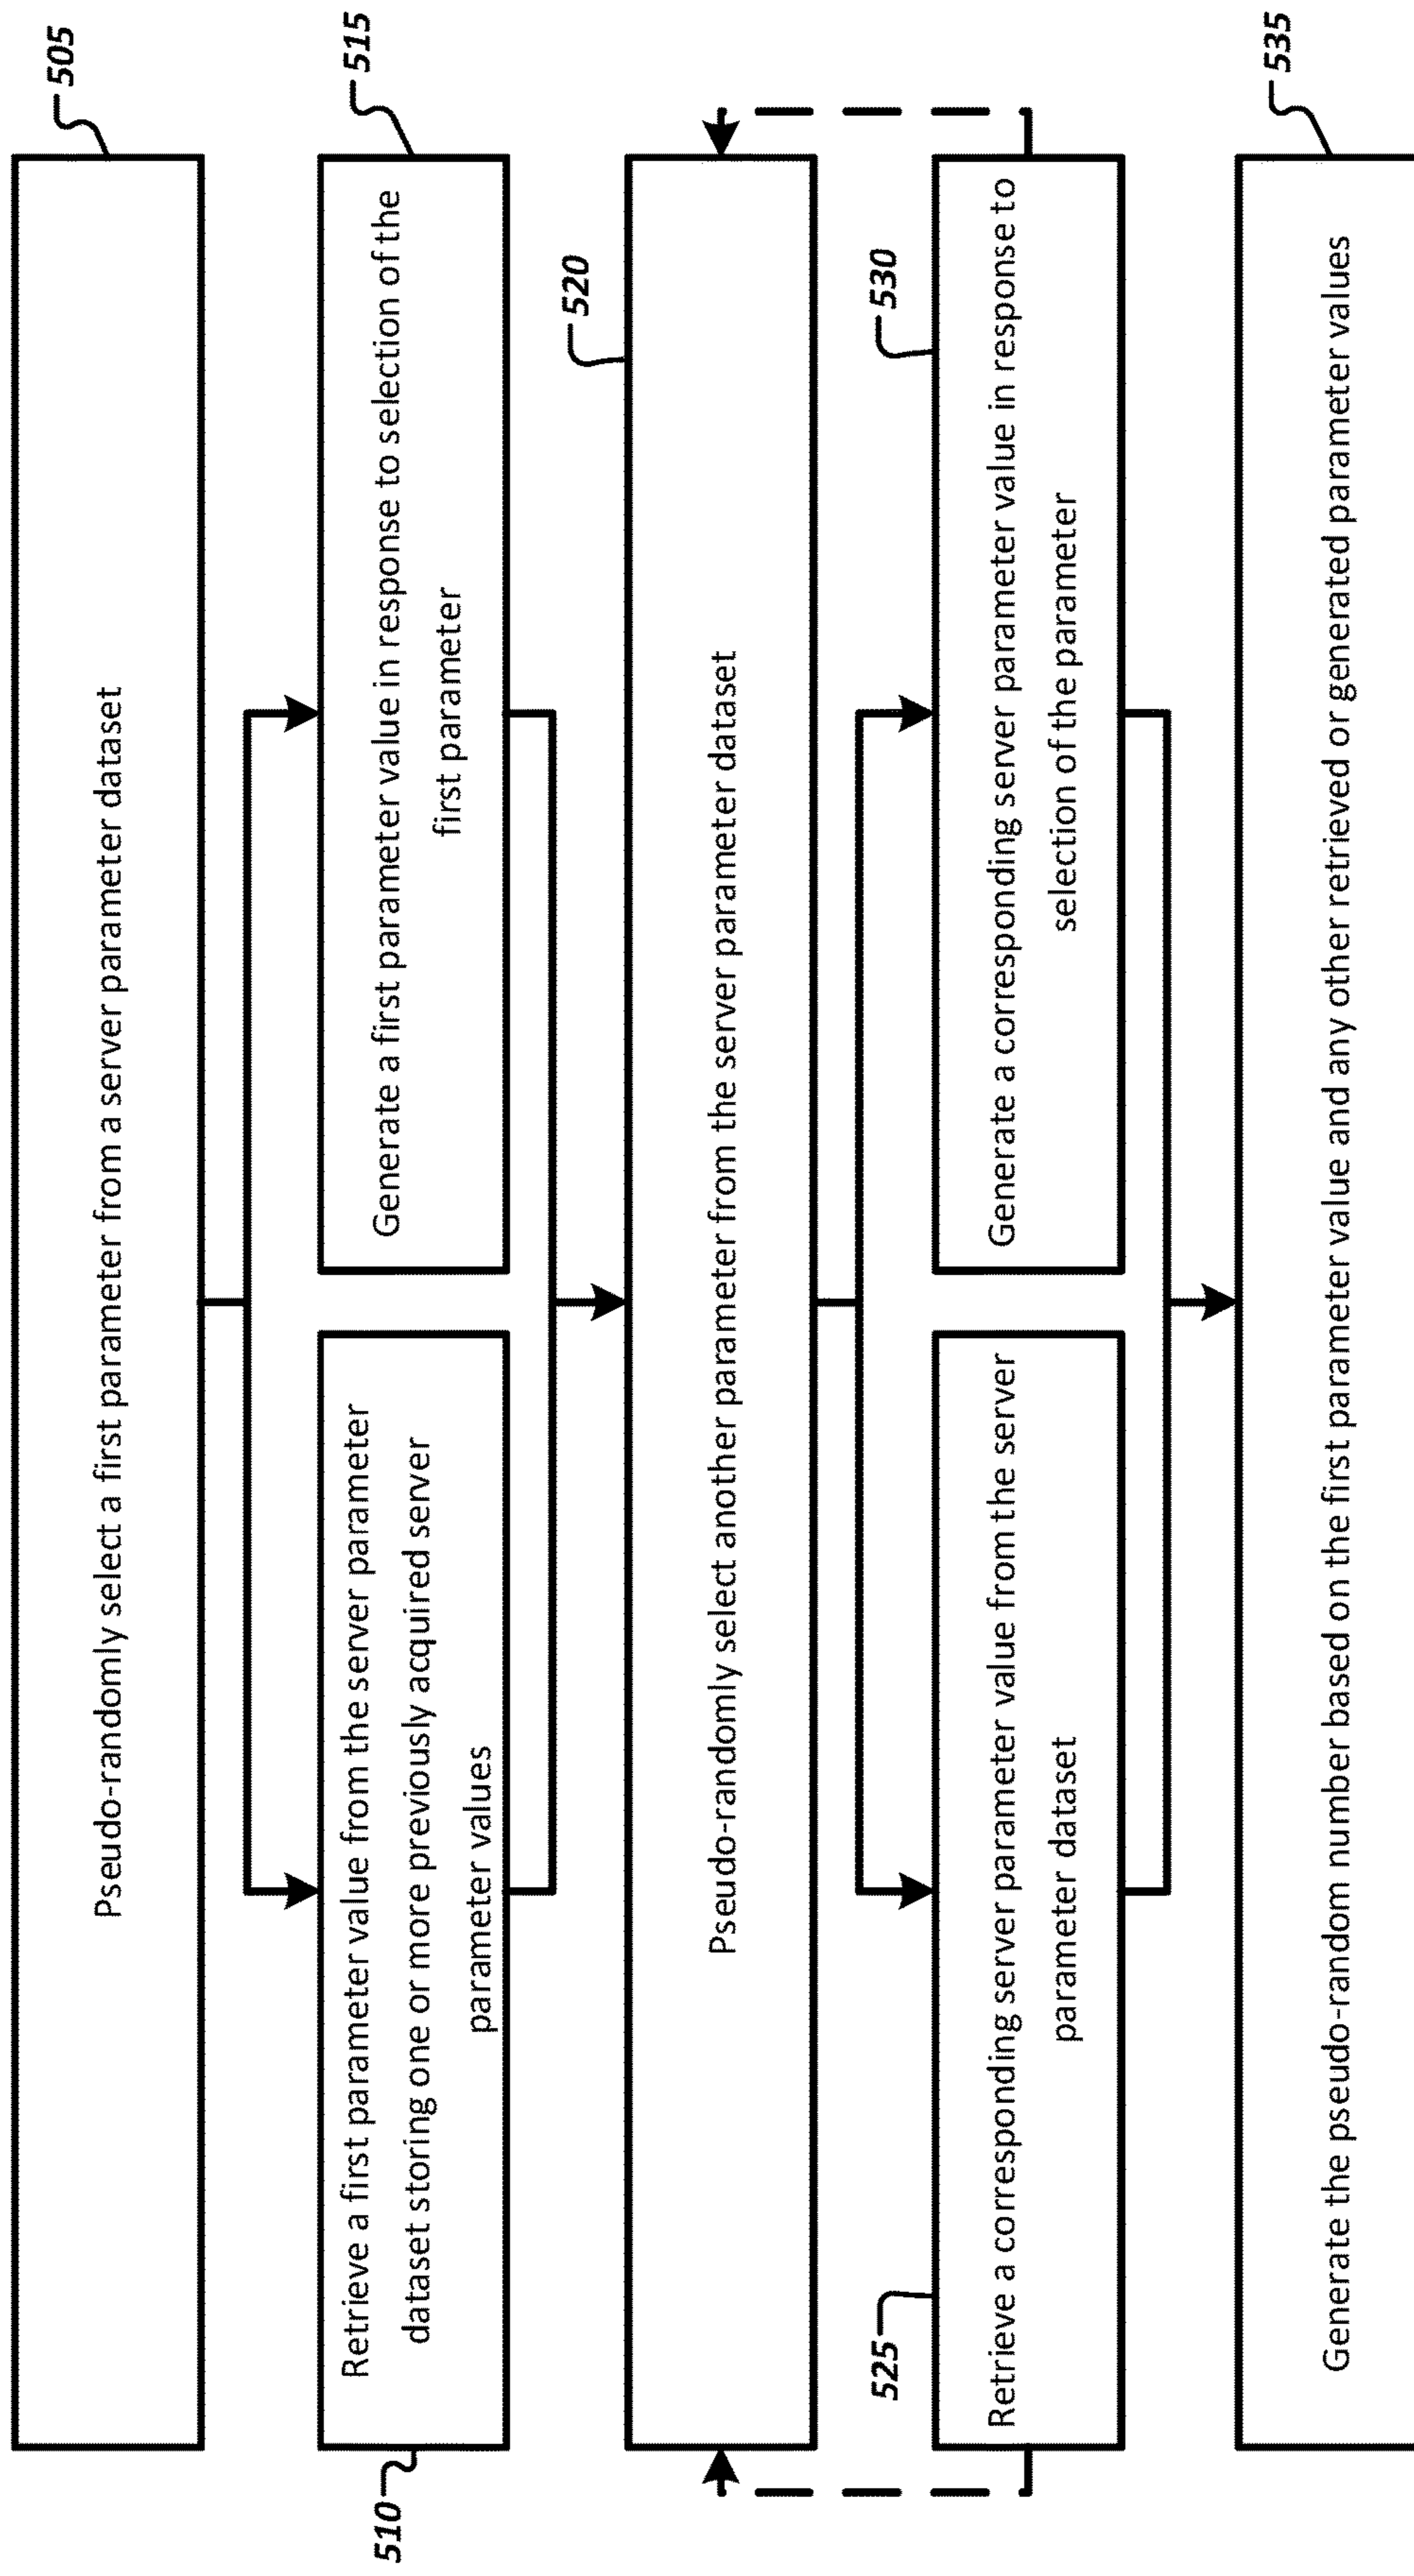 505
Pseudo-randomly select a first parameter from a server parameter dataset
510
Retrieve a first parameter value from the server parameter
dataset storing one or more previously acquired server
parameter values
515
Generate a first parameter value in response to selection of the
first parameter
520
Pseudo-randomly select another parameter from the server parameter dataset
525
Retrieve a corresponding server parameter value from the server
parameter dataset
530
Generate a corresponding server parameter value in response to
selection of the parameter
535
Generate the pseudo-random number based on the first parameter value and any other retrieved or generated parameter values